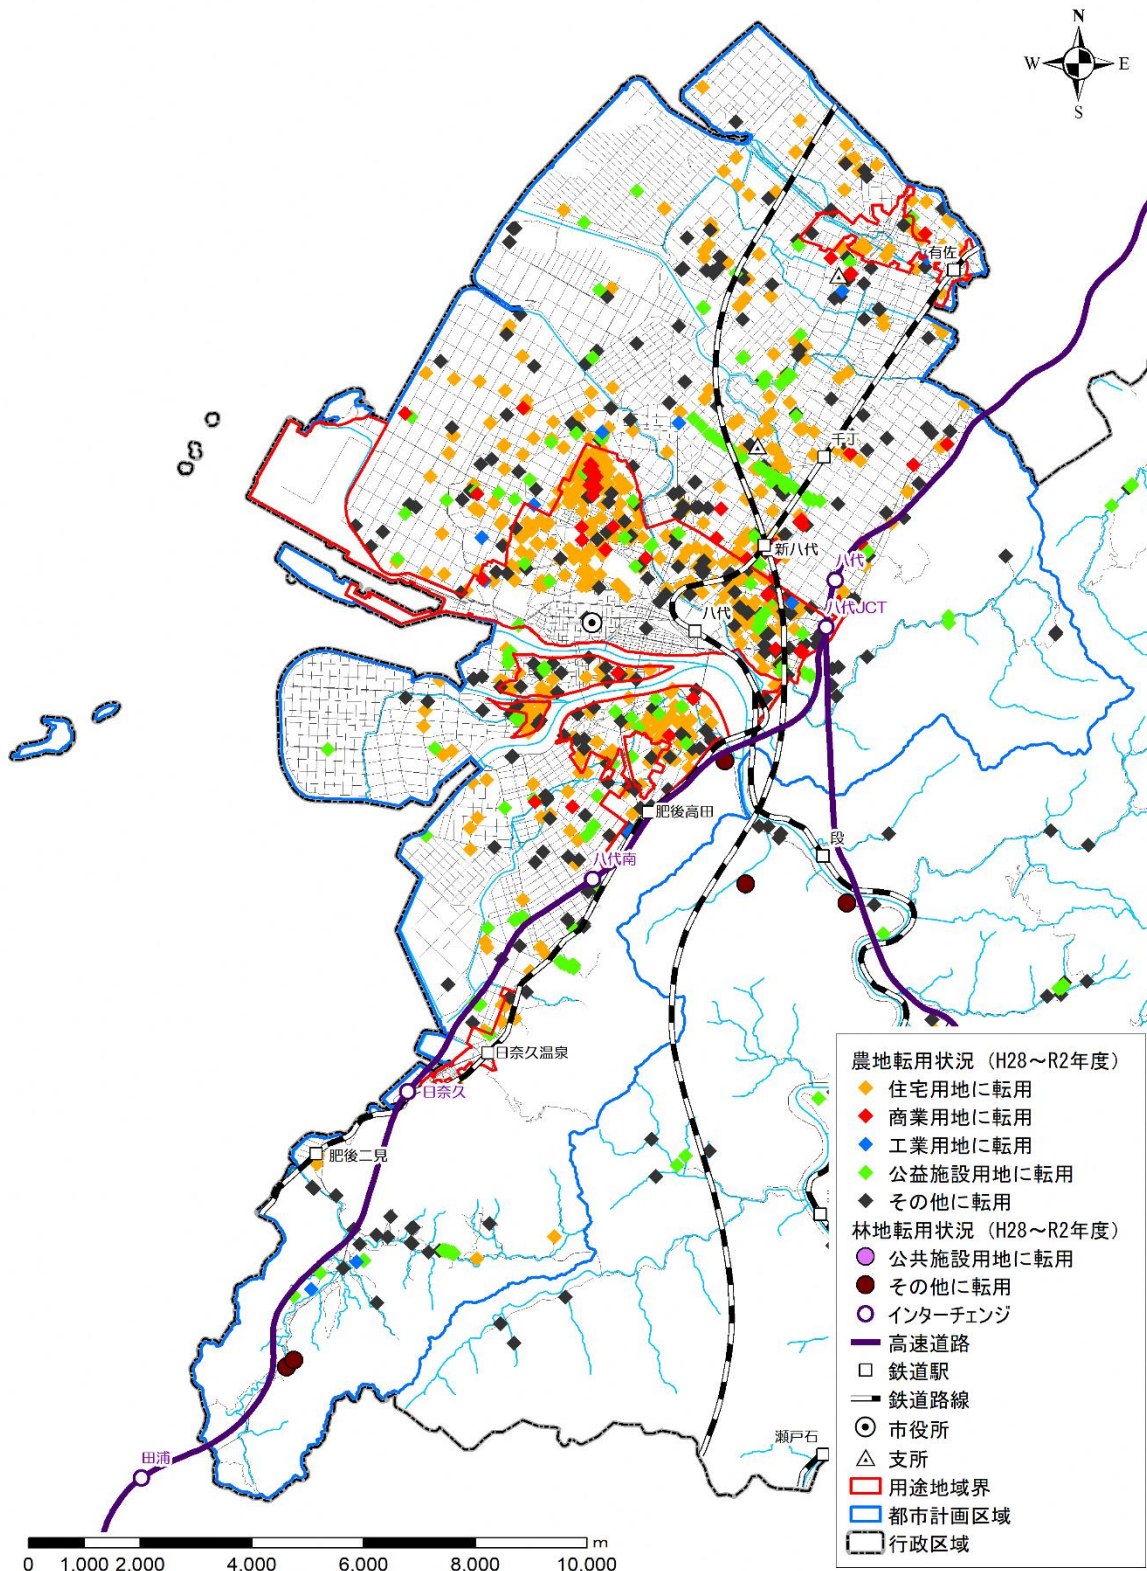 N
W E
S
有佐
千丁
新八代
八代
八代
八代JCT
肥後高田
段
八代南
日奈久温泉
日奈久
肥後二見
瀬戸石
田浦
農地転用状況（H28～R2年度）
住宅用地に転用
商業用地に転用
工業用地に転用
公益施設用地に転用
その他に転用
林地転用状況（H28～R2年度）
公共施設用地に転用
その他に転用
インターチェンジ
高速道路
鉄道駅
鉄道路線
市役所
支所
用途地域界
都市計画区域
行政区域
m
0 1,000 2,000 4,000 6,000 8,000 10,000